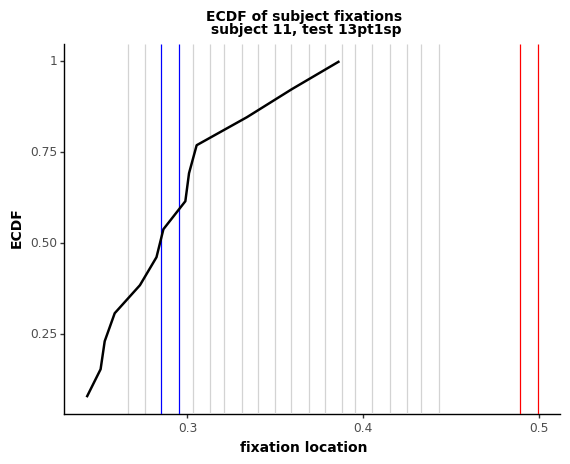 ECDF of subject fixations
subject 11, test 13pt1sp
1
0.75
0.50
0.25
ECDF
0.3
0.4
0.5
fixation location